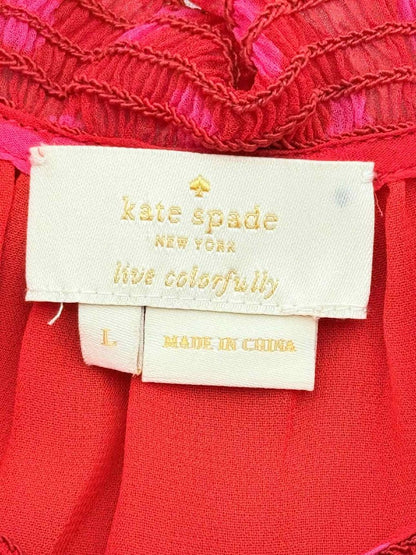 kate spade
NEW YORK
live colorfully
L
MADE IN CHINA